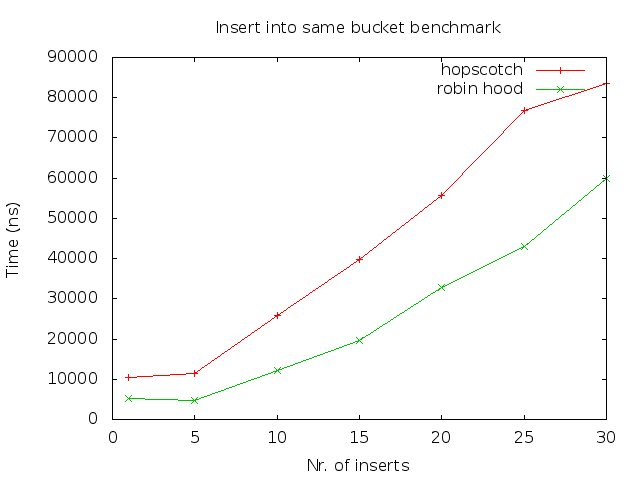 Insert into same bucket benchmark
90000
80000
70000
60000
50000
40000
30000
20000
10000
0
Time (ns)
hopscotch
robin hood
0 5 10 15 20 25 30
Nr. of inserts